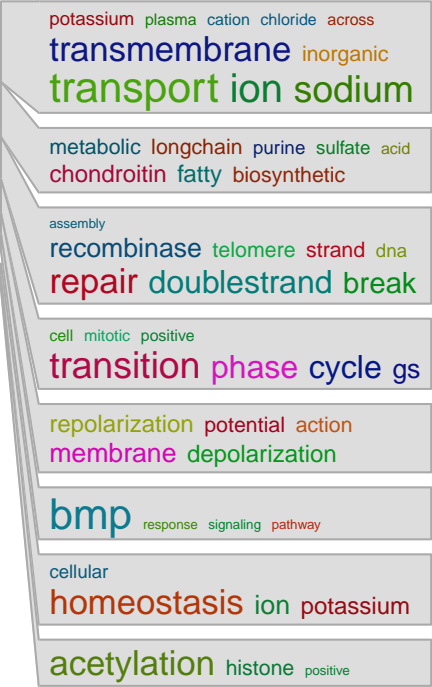 potassium plasma cation chloride across
transmembrane inorganic
transport ion sodium
metabolic longchain purine sulfate acid
chondroitin fatty biosynthetic
assembly
recombinase telomere strand dna
repair doublestrand break
cell mitotic positive
transition phase cycle gs
repolarization potential action
membrane depolarization
bmp response signaling pathway
cellular
homeostasis ion potassium
acetylation histone positive